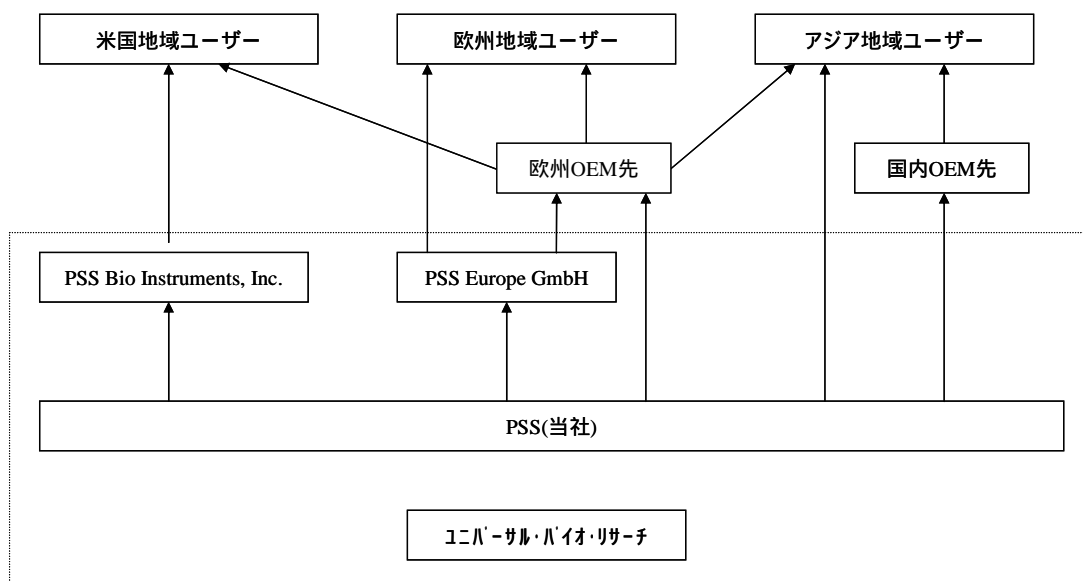 米国地域ユーザー
欧州地域ユーザー
アジア地域ユーザー
欧州OEM先
国内OEM先
PSS Bio Instruments, Inc.
PSS Europe GmbH
PSS(当社)
ﾕﾆﾊﾞｰｻﾙ･ﾊﾞｲｵ･ﾘｻｰﾁ